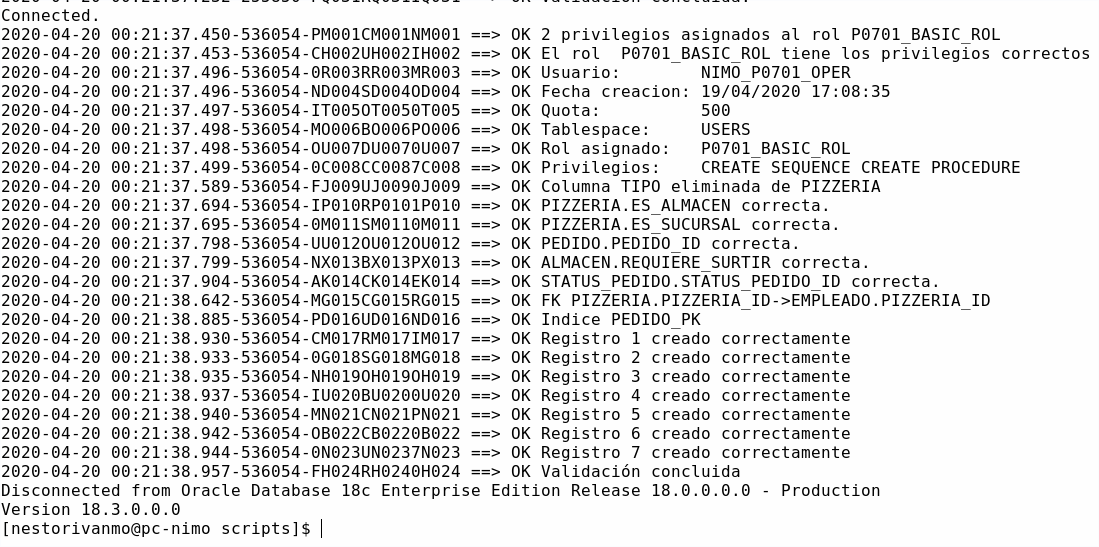 2020-04-20 00:21:37.252-536054-PQ031RQ0311Q031 ==> OK Validación concluida.
Connected.
2020-04-20 00:21:37.450-536054-PM001CM001NM001 ==> OK 2 privilegios asignados al rol P0701_BASIC_ROL
2020-04-20 00:21:37.453-536054-CH002UH002IH002 ==> OK El rol  P0701_BASIC_ROL tiene los privilegios correctos
2020-04-20 00:21:37.496-536054-0R003RR003MR003 ==> OK Usuario:        NIMO_P0701_OPER
2020-04-20 00:21:37.496-536054-ND004SD004OD004 ==> OK Fecha creacion: 19/04/2020 17:08:35
2020-04-20 00:21:37.497-536054-IT005OT0050T005 ==> OK Quota:          500
2020-04-20 00:21:37.498-536054-MO006BO006PO006 ==> OK Tablespace:     USERS
2020-04-20 00:21:37.498-536054-OU007DU0070U007 ==> OK Rol asignado:   P0701_BASIC_ROL
2020-04-20 00:21:37.499-536054-0C008CC0087C008 ==> OK Privilegios:    CREATE SEQUENCE CREATE PROCEDURE
2020-04-20 00:21:37.589-536054-FJ009UJ0090J009 ==> OK Columna TIPO eliminada de PIZZERIA
2020-04-20 00:21:37.694-536054-IP010RP0101P010 ==> OK PIZZERIA.ES_ALMACEN correcta.
2020-04-20 00:21:37.695-536054-0M011SM0110M011 ==> OK PIZZERIA.ES_SUCURSAL correcta.
2020-04-20 00:21:37.798-536054-UU012OU012OU012 ==> OK PEDIDO.PEDIDO_ID correcta.
2020-04-20 00:21:37.799-536054-NX013BX013PX013 ==> OK ALMACEN.REQUIERE_SURTIR correcta.
2020-04-20 00:21:37.904-536054-AK014CK014EK014 ==> OK STATUS_PEDIDO.STATUS_PEDIDO_ID correcta.
2020-04-20 00:21:38.642-536054-MG015CG015RG015 ==> OK FK PIZZERIA.PIZZERIA_ID->EMPLEADO.PIZZERIA_ID
2020-04-20 00:21:38.885-536054-PD016UD016ND016 ==> OK Indice PEDIDO_PK
2020-04-20 00:21:38.930-536054-CM017RM017IM017 ==> OK Registro 1 creado correctamente
2020-04-20 00:21:38.933-536054-0G018SG018MG018 ==> OK Registro 2 creado correctamente
2020-04-20 00:21:38.935-536054-NH019OH019OH019 ==> OK Registro 3 creado correctamente
2020-04-20 00:21:38.937-536054-IU020BU0200U020 ==> OK Registro 4 creado correctamente
2020-04-20 00:21:38.940-536054-MN021CN021PN021 ==> OK Registro 5 creado correctamente
2020-04-20 00:21:38.942-536054-OB022CB0220B022 ==> OK Registro 6 creado correctamente
2020-04-20 00:21:38.944-536054-0N023UN0237N023 ==> OK Registro 7 creado correctamente
2020-04-20 00:21:38.957-536054-FH024RH0240H024 ==> OK Validación concluida
Disconnected from Oracle Database 18c Enterprise Edition Release 18.0.0.0.0 - Production
Version 18.3.0.0.0
[nestorivanmo@pc-nimo scripts]$